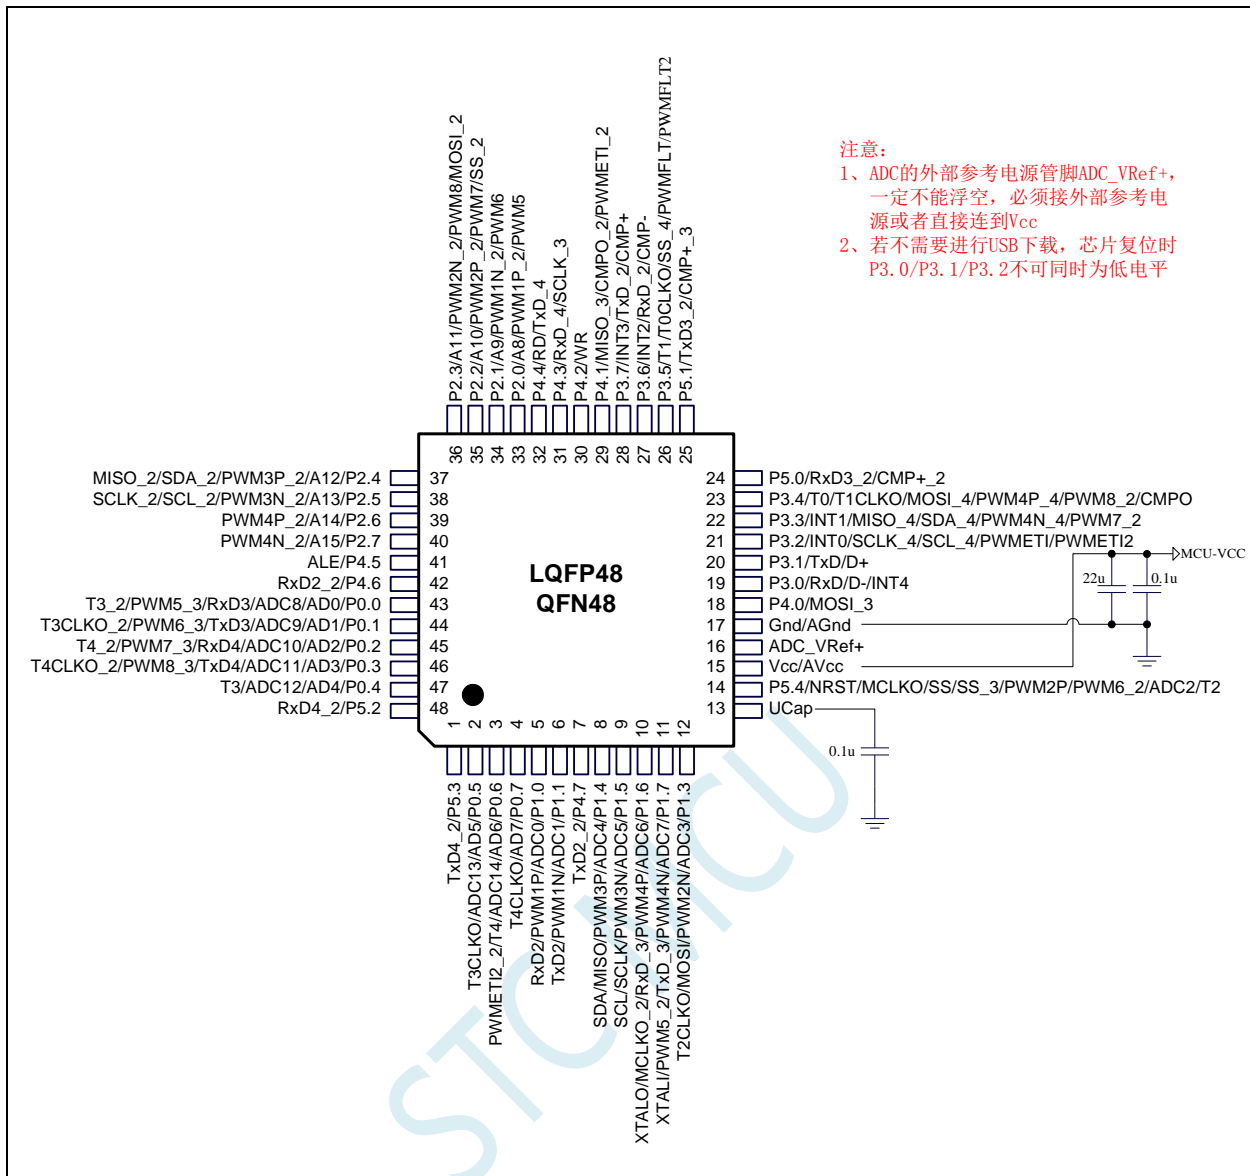 注意：
1、ADC的外部参考电源管脚ADC_VRef+，
一定不能浮空，必须接外部参考电
源或者直接连到Vcc
2、若不需要进行USB下载，芯片复位时
P3.0/P3.1/P3.2不可同时为低电平
P2.3/A11/PWM2N_2/PWM8/MOSI_2
P2.2/A10/PWM2P_2/PWM7/SS_2
P2.1/A9/PWM1N_2/PWM6
P2.0/A8/PWM1P_2/PWM5
P4.4/RD/TxD_4
P4.3/RxD_4/SCLK_3
P4.2/WR
P4.1/MISO_3/CMPO_2/PWMETI_2
P3.7/INT3/TxD_2/CMP+
P3.6/INT2/RxD_2/CMP-
P3.5/T1/T0CLKO/SS_4/PWMFLT/PWMFLT2
P5.1/TxD3_2/CMP+_3
36 35 34 33 32 31 30 29 28 27 26 25
MISO_2/SDA_2/PWM3P_2/A12/P2.4 37
SCLK_2/SCL_2/PWM3N_2/A13/P2.5 38
PWM4P_2/A14/P2.6 39
PWM4N_2/A15/P2.7 40
ALE/P4.5 41
RxD2_2/P4.6 42
T3_2/PWM5_3/RxD3/ADC8/AD0/P0.0 43
T3CLKO_2/PWM6_3/TxD3/ADC9/AD1/P0.1 44
T4_2/PWM7_3/RxD4/ADC10/AD2/P0.2 45
T4CLKO_2/PWM8_3/TxD4/ADC11/AD3/P0.3 46
T3/ADC12/AD4/P0.4 47
RxD4_2/P5.2 48
LQFP48
QFN48
24 P5.0/RxD3_2/CMP+_2
23 P3.4/T0/T1CLKO/MOSI_4/PWM4P_4/PWM8_2/CMPO
22 P3.3/INT1/MISO_4/SDA_4/PWM4N_4/PWM7_2
21 P3.2/INT0/SCLK_4/SCL_4/PWMETI/PWMETI2
20 P3.1/TxD/D+
19 P3.0/RxD/D-/INT4
18 P4.0/MOSI_3
17 Gnd/AGnd
16 ADC_VRef+
15 Vcc/AVcc
14 P5.4/NRST/MCLKO/SS/SS_3/PWM2P/PWM6_2/ADC2/T2
13 UCap
MCU-VCC
22u
0.1u
0.1u
1 2 3 4 5 6 7 8 9 10 11 12
TxD4_2/P5.3
T3CLKO/ADC13/AD5/P0.5
PWMETI2_2/T4/ADC14/AD6/P0.6
T4CLKO/AD7/P0.7
RxD2/PWM1P/ADC0/P1.0
TxD2/PWM1N/ADC1/P1.1
TxD2_2/P4.7
SDA/MISO/PWM3P/ADC4/P1.4
SCL/SCLK/PWM3N/ADC5/P1.5
XTALO/MCLKO_2/RxD_3/PWM4P/ADC6/P1.6
XTALI/PWM5_2/TxD_3/PWM4N/ADC7/P1.7
T2CLKO/MOSI/PWM2N/ADC3/P1.3
STC MCU